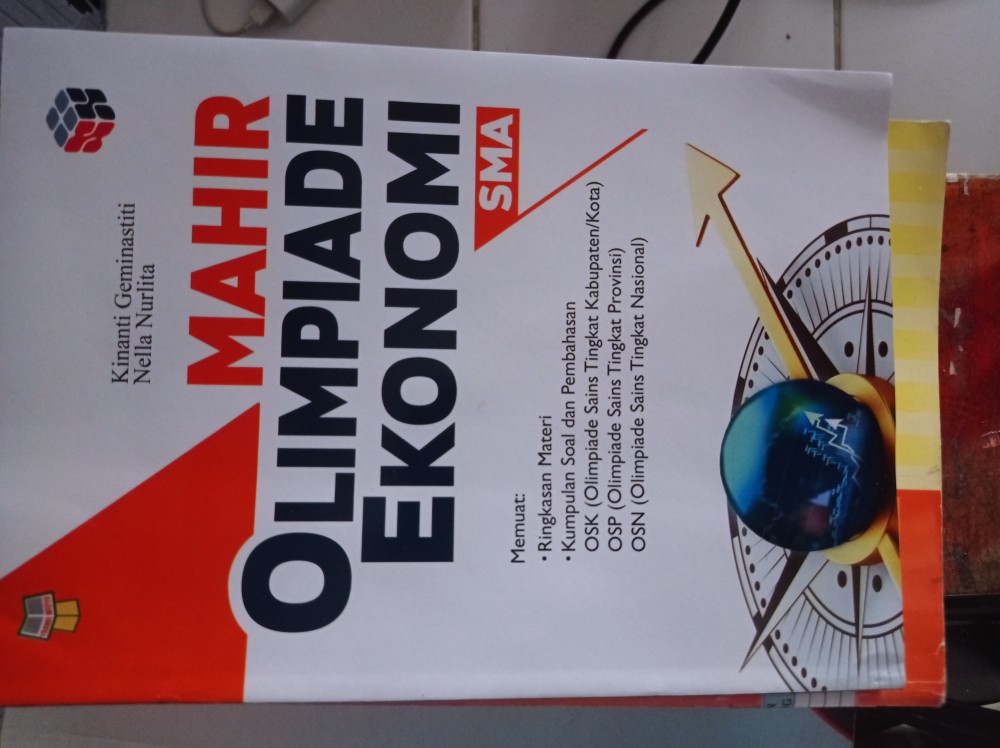 Kinanti Geminastiti
Nella Nurlita
MAHIR
OLIMPIADE
EKONOMI
SMA
Memuat:
• Ringkasan Materi
• Kumpulan Soal dan Pembahasan
OSK (Olimpiade Sains Tingkat Kabupaten/Kota)
OSP (Olimpiade Sains Tingkat Provinsi)
OSN (Olimpiade Sains Tingkat Nasional)